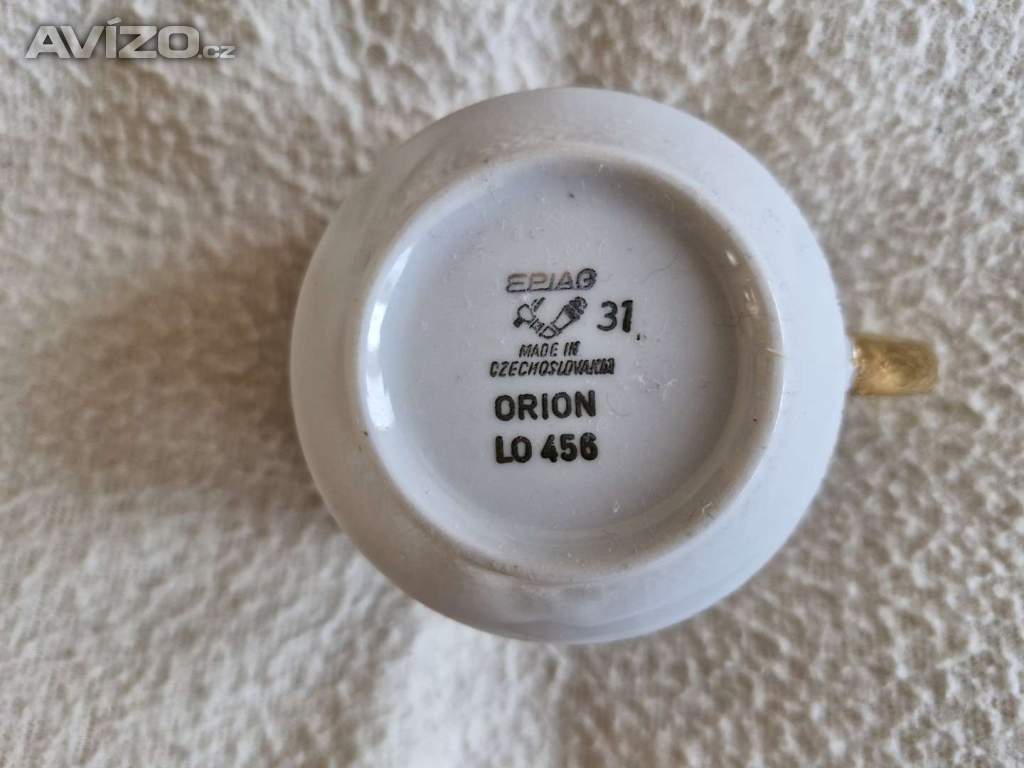 AVÍZO.cz
EPIAG
31
MADE IN
CZECHOSLOVAKIA
ORION
LO 456